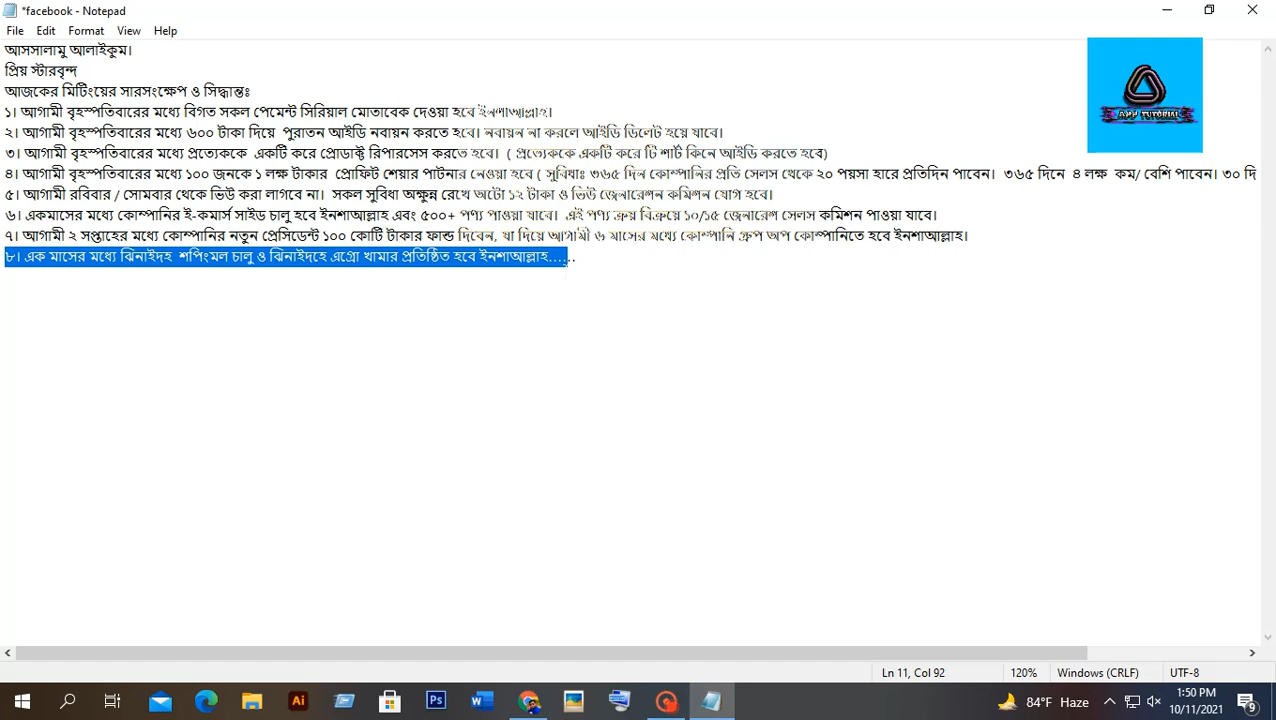 *facebook - Notepad
File Edit Format View Help
আসসালামু আলাইকুম।
প্রিয় স্টারবৃন্দ
আজকের মিটিংয়ের সারসংক্ষেপ ও সিদ্ধান্তঃ
১। আগামী বৃহস্পতিবারের মধ্যে বিগত সকল পেমেন্ট সিরিয়াল মোতাবেক দেওয়া হবে ইনশাআল্লাহ।
২। আগামী বৃহস্পতিবারের মধ্যে ৬০০ টাকা দিয়ে পুরাতন আইডি নবায়ন করতে হবে। নবায়ন না করলে আইডি ডিলেট হয়ে যাবে।
৩। আগামী বৃহস্পতিবারের মধ্যে প্রত্যেককে একটি করে প্রোডাক্ট রিপারসেস করতে হবে। ( প্রত্যেককে একটি করে টি শার্ট কিনে আইডি করতে হবে)
৪। আগামী বৃহস্পতিবারের মধ্যে ১০০ জনকে ১ লক্ষ টাকার প্রোফিট শেয়ার পাটনার নেওয়া হবে ( সুবিধাঃ ৩৬৫ দিন কোম্পানির প্রতি সেলস থেকে ২০ পয়সা হারে প্রতিদিন পাবেন। ৩৬৫ দিনে ৪ লক্ষ কম/ বেশি পাবেন। ৩০ দি
৫। আগামী রবিবার / সোমবার থেকে ভিউ করা লাগবে না। সকল সুবিধা অক্ষুন্ন রেখে অটো ১২ টাকা ও ভিউ জেনারেশন কমিশন যোগ হবে।
৬। একমাসের মধ্যে কোম্পানির ই-কমার্স সাইড চালু হবে ইনশাআল্লাহ এবং ৫০০+ পণ্য পাওয়া যাবে। এই পণ্য ক্রয় বিক্রয়ে ১০/১৫ জেনারেশ সেলস কমিশন পাওয়া যাবে।
৭। আগামী ২ সপ্তাহের মধ্যে কোম্পানির নতুন প্রেসিডেন্ট ১০০ কোটি টাকার ফান্ড দিবেন, যা দিয়ে আগামী ৬ মাসের মধ্যে কোম্পানি গ্রুপ অপ কোম্পানিতে হবে ইনশাআল্লাহ।
৮। এক মাসের মধ্যে ঝিনাইদহ শপিংমল চালু ও ঝিনাইদহে এগ্রো খামার প্রতিষ্ঠিত হবে ইনশাআল্লাহ......
APP TUTORIAL
Ln 11, Col 92 120% Windows (CRLF) UTF-8
84°F Haze
1:50 PM
10/11/2021
9